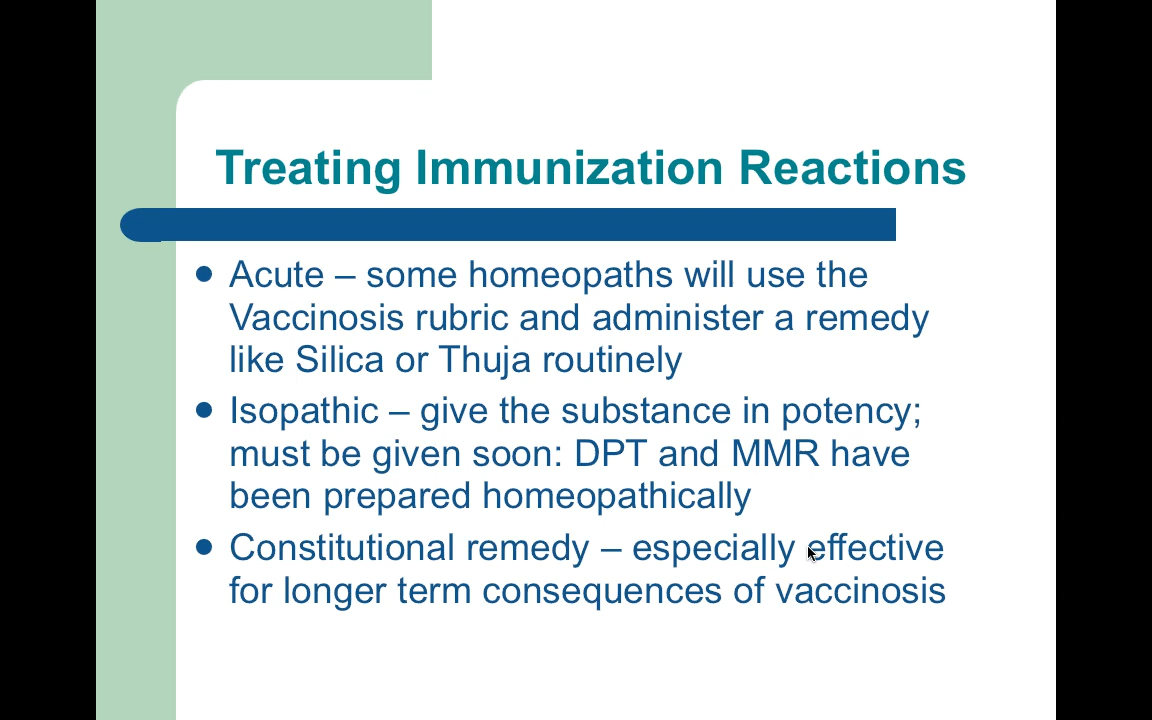 Treating Immunization Reactions
Acute – some homeopaths will use the
Vaccinosis rubric and administer a remedy
like Silica or Thuja routinely
Isopathic – give the substance in potency;
must be given soon: DPT and MMR have
been prepared homeopathically
Constitutional remedy – especially effective
for longer term consequences of vaccinosis